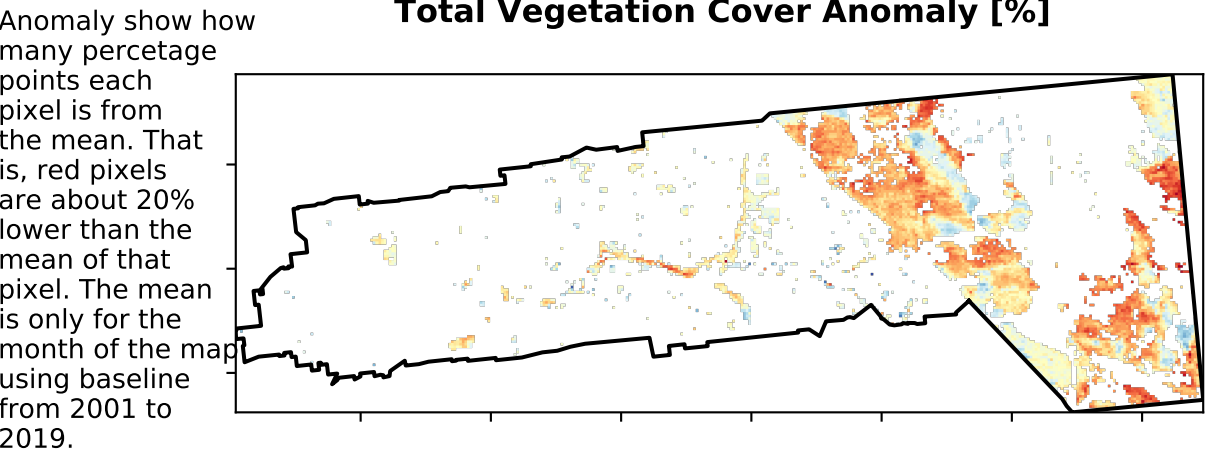 Total Vegetation Cover Anomaly [%]
Anomaly show how
many percetage
points each
pixel is from
the mean. That
is, red pixels
are about 20%
lower than the
mean of that
pixel. The mean
is only for the
month of the map
using baseline
from 2001 to
2019.